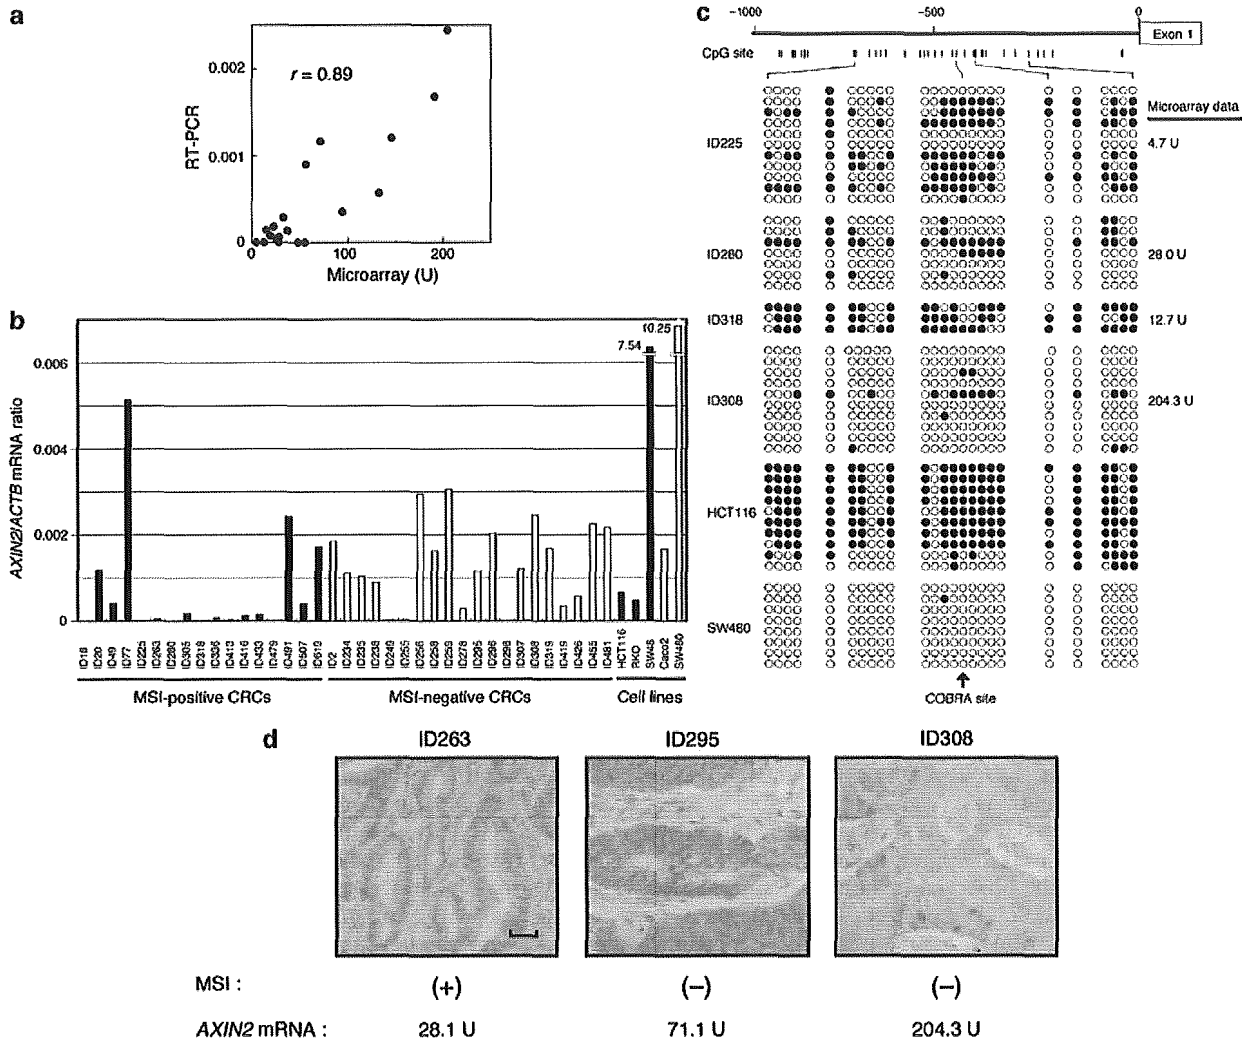 a
RT-PCR
0.002
0.001
0
r = 0.89
100
200
Microarray (U)
b
AXIN2/ACTB mRNA ratio
0.006
0.004
0.002
0
7.54
10.25
ID20
ID49
ID77
ID225
ID263
ID280
ID305
ID318
ID336
ID413
ID416
ID433
ID479
ID491
ID507
ID619
ID2
ID234
ID235
ID238
ID249
ID255
ID256
ID258
ID259
ID278
ID295
ID296
ID298
ID307
ID308
ID319
ID419
ID426
ID455
ID481
HCT116
RKO
SW48
Caco2
SW480
MSI-positive CRCs
MSI-negative CRCs
Cell lines
c
-1000
-500
0
Exon 1
CpG site
Microarray data
ID225
4.7 U
ID280
28.0 U
ID318
12.7 U
ID308
204.3 U
HCT116
SW480
COBRA site
d
ID263
ID295
ID308
MSI :
(+)
(−)
(−)
AXIN2 mRNA :
28.1 U
71.1 U
204.3 U